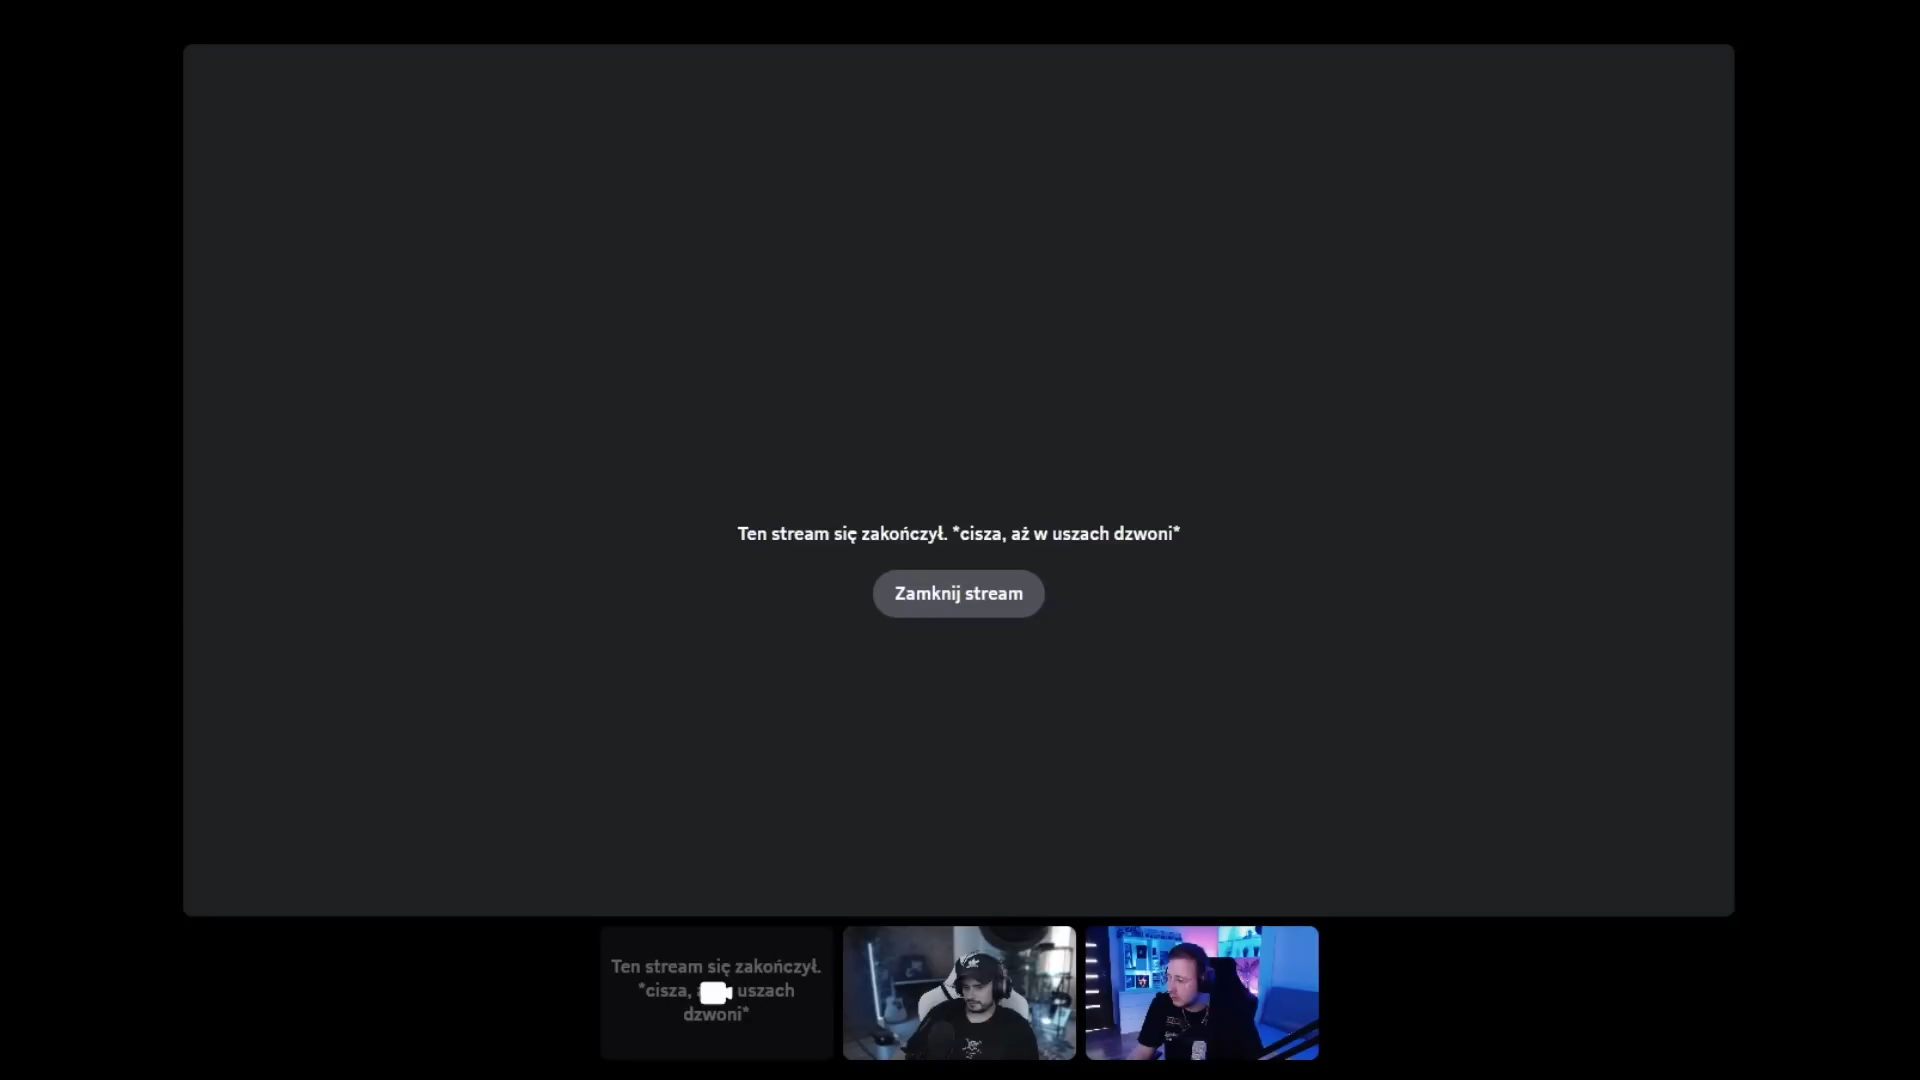 Ten stream się zakończył. *cisza, aż w uszach dzwoni*
Zamknij stream
Ten stream się zakończył.
*cisza, a uszach
dzwoni*